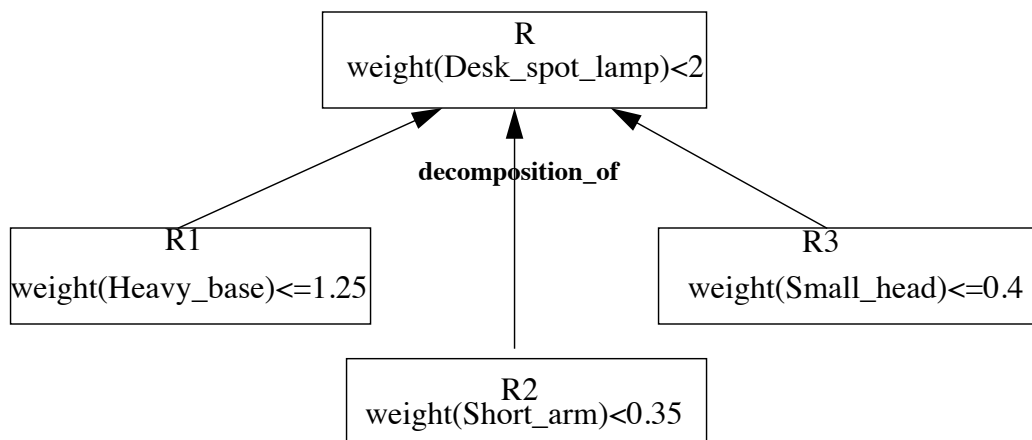 R
weight(Desk_spot_lamp)<2
decomposition_of
R1
weight(Heavy_base)<=1.25
R3
weight(Small_head)<=0.4
R2
weight(Short_arm)<0.35